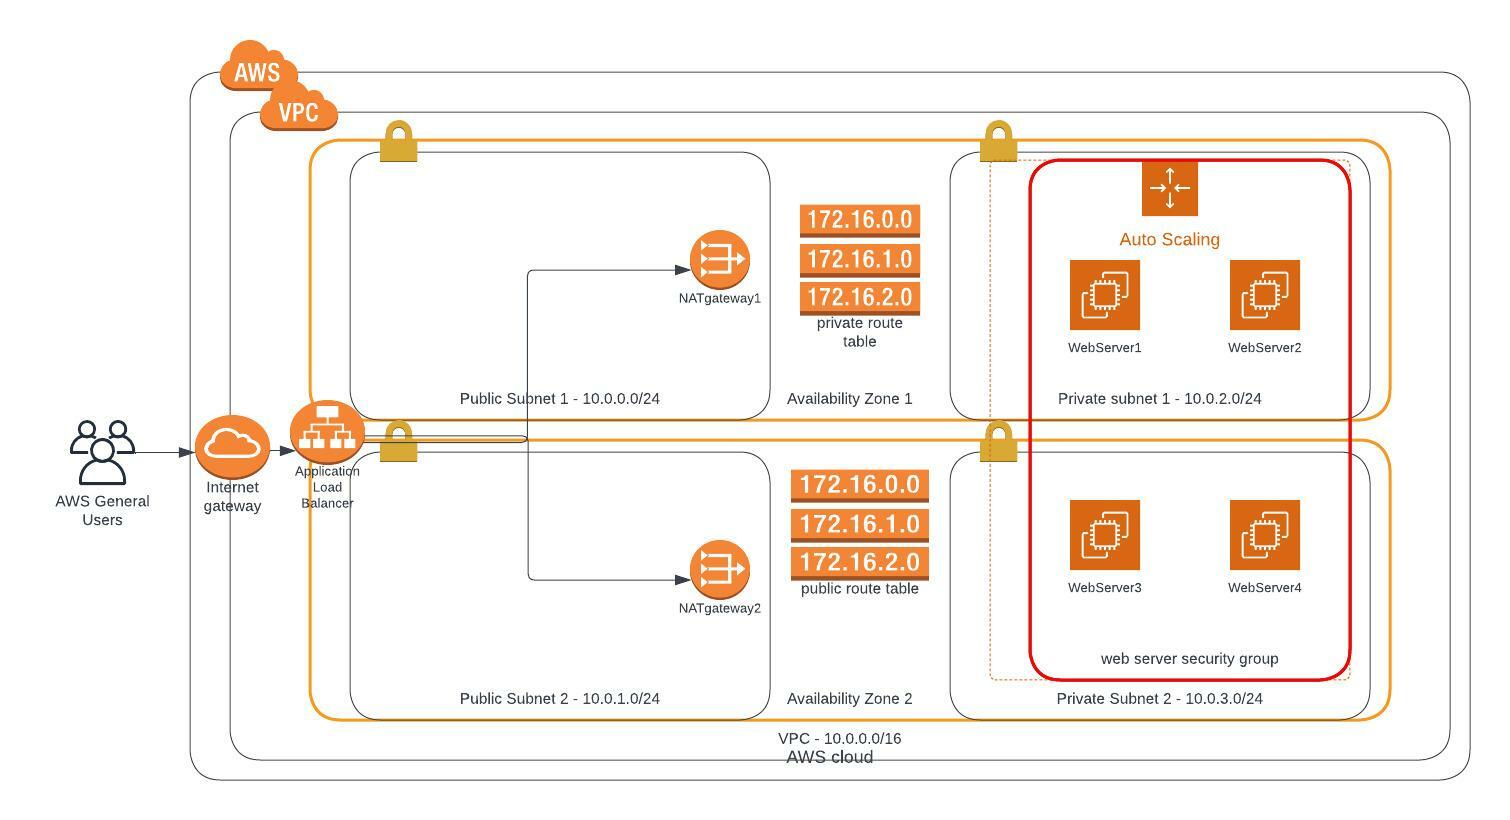 AWS
VPC
172.16.0.0
172.16.1.0
172.16.2.0
private route
table
NATgateway1
Auto Scaling
WebServer1
WebServer2
Public Subnet 1 - 10.0.0.0/24
Availability Zone 1
Private subnet 1 - 10.0.2.0/24
AWS General
Users
Internet
gateway
Application
Load
Balancer
172.16.0.0
172.16.1.0
172.16.2.0
public route table
NATgateway2
WebServer3
WebServer4
web server security group
Public Subnet 2 - 10.0.1.0/24
Availability Zone 2
Private Subnet 2 - 10.0.3.0/24
VPC - 10.0.0.0/16
AWS cloud